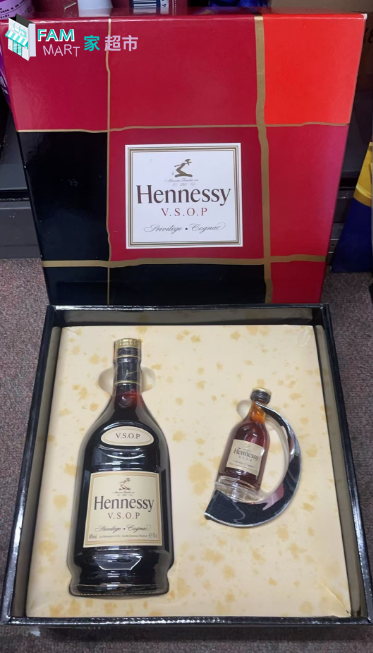 FAM
MART 家 超市
Hennessy
V.S.O.P
Privilège • Cognac
V.S.O.P
Hennessy
V.S.O.P
Privilège • Cognac
Hennessy